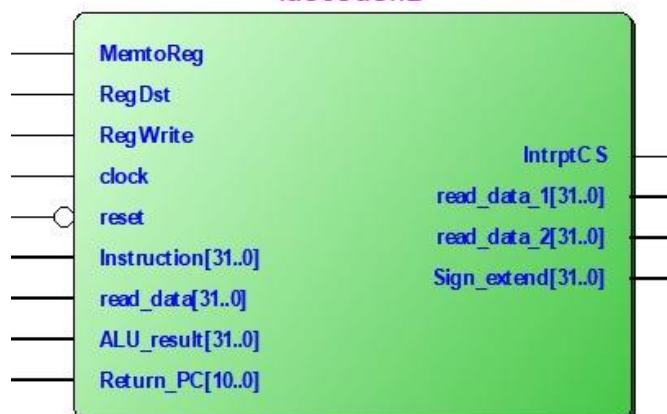 MemtoReg
RegDst
RegWrite
clock
reset
Instruction[31..0]
read_data[31..0]
ALU_result[31..0]
Return_PC[10..0]
IntrptCS
read_data_1[31..0]
read_data_2[31..0]
Sign_extend[31..0]